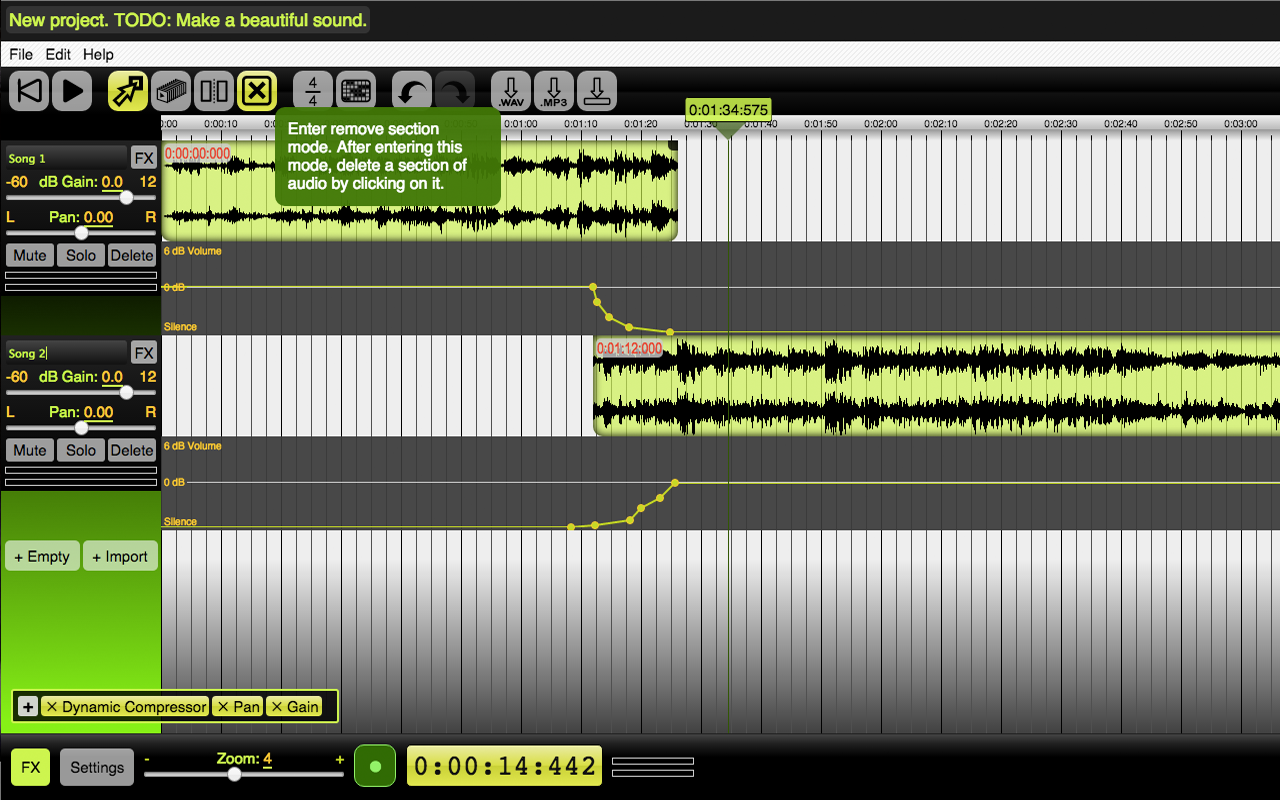 New project. TODO: Make a beautiful sound.
File Edit Help
4
4
.WAV
.MP3
0:01:34:575
0:00 0:00:10 0:00:50 0:01:00 0:01:10 0:01:20 0:01:30 0:01:40 0:01:50 0:02:00 0:02:10 0:02:20 0:02:30 0:02:40 0:02:50 0:03:00
Enter remove section
mode. After entering this
mode, delete a section of
audio by clicking on it.
Song 1 FX
0:00:00:000
-60 dB Gain: 0.0 12
L Pan: 0.00 R
Mute Solo Delete
6 dB Volume
0 dB
Silence
Song 2 FX
0:01:12:000
-60 dB Gain: 0.0 12
L Pan: 0.00 R
Mute Solo Delete
6 dB Volume
0 dB
Silence
+ Empty + Import
+ × Dynamic Compressor × Pan × Gain
FX Settings - Zoom: 4 + 0:00:14:442